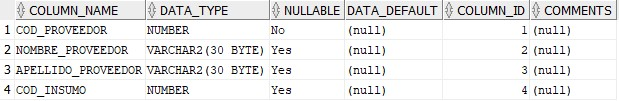 COLUMN_NAME DATA_TYPE NULLABLE DATA_DEFAULT COLUMN_ID COMMENTS
1 COD_PROVEEDOR NUMBER No (null) 1 (null)
2 NOMBRE_PROVEEDOR VARCHAR2(30 BYTE) Yes (null) 2 (null)
3 APELLIDO_PROVEEDOR VARCHAR2(30 BYTE) Yes (null) 3 (null)
4 COD_INSUMO NUMBER Yes (null) 4 (null)